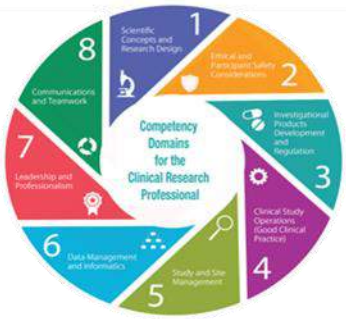 1
Scientific
Concepts and
Research Design
2
Ethical and
Participant Safety
Considerations
3
Investigational
Products
Development
and
Regulation
4
Clinical Study
Operations
(Good Clinical
Practice)
5
Study and Site
Management
6
Data Management
and Informatics
7
Leadership and
Professionalism
8
Communications
and Teamwork
Competency
Domains
for the
Clinical Research
Professional